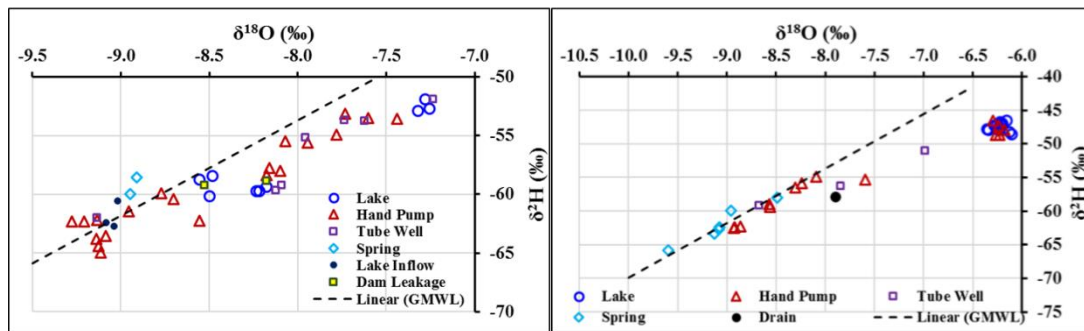 δ¹⁸O (‰)
-9.5 -9.0 -8.5 -8.0 -7.5 -7.0
-50
-55
-60
-65
-70
δ²H (‰)
Lake
Hand Pump
Tube Well
Spring
Lake Inflow
Dam Leakage
Linear (GMWL)
δ¹⁸O (‰)
-10.5 -10.0 -9.5 -9.0 -8.5 -8.0 -7.5 -7.0 -6.5 -6.0
-40
-45
-50
-55
-60
-65
-70
-75
δ²H (‰)
Lake Hand Pump Tube Well
Spring Drain Linear (GMWL)